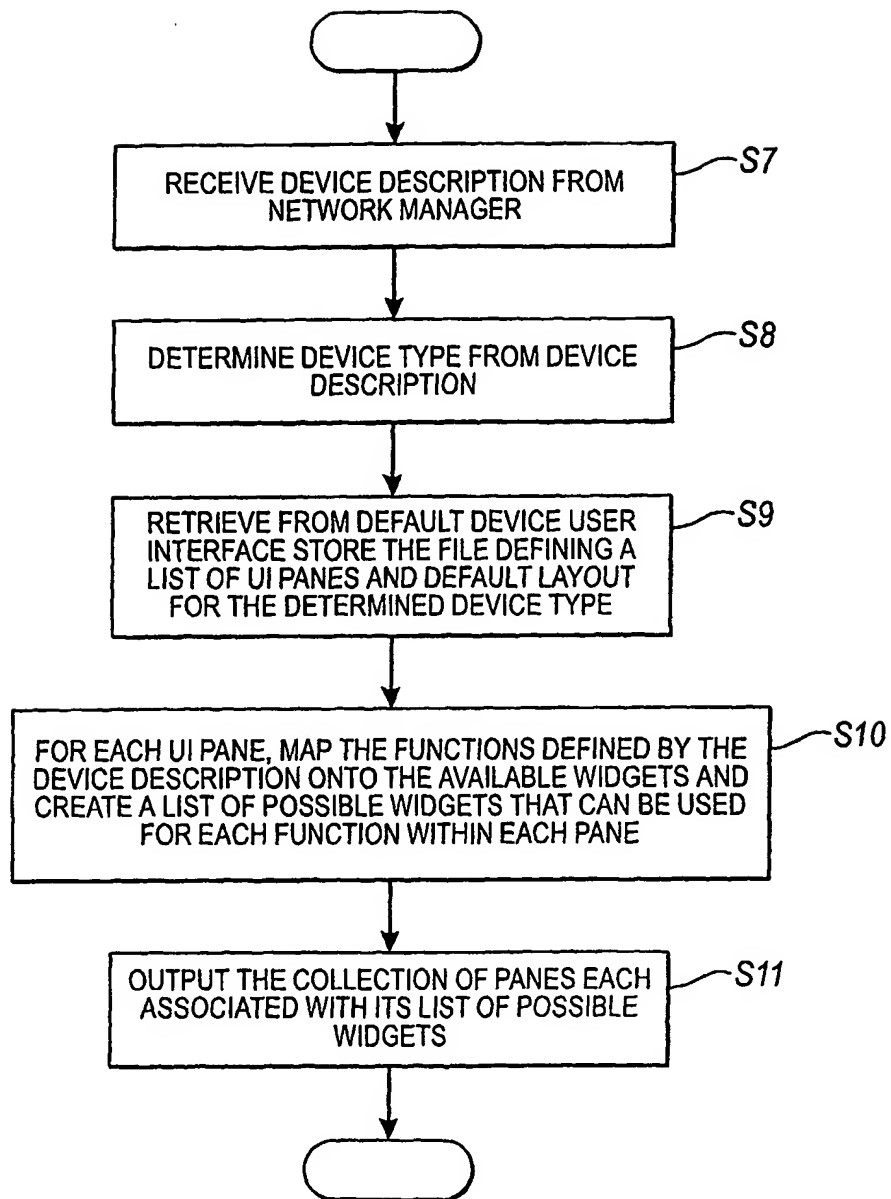 RECEIVE DEVICE DESCRIPTION FROM
NETWORK MANAGER
S7
DETERMINE DEVICE TYPE FROM DEVICE
DESCRIPTION
S8
RETRIEVE FROM DEFAULT DEVICE USER
INTERFACE STORE THE FILE DEFINING A
LIST OF UI PANES AND DEFAULT LAYOUT
FOR THE DETERMINED DEVICE TYPE
S9
FOR EACH UI PANE, MAP THE FUNCTIONS DEFINED BY THE
DEVICE DESCRIPTION ONTO THE AVAILABLE WIDGETS AND
CREATE A LIST OF POSSIBLE WIDGETS THAT CAN BE USED
FOR EACH FUNCTION WITHIN EACH PANE
S10
OUTPUT THE COLLECTION OF PANES EACH
ASSOCIATED WITH ITS LIST OF POSSIBLE
WIDGETS
S11